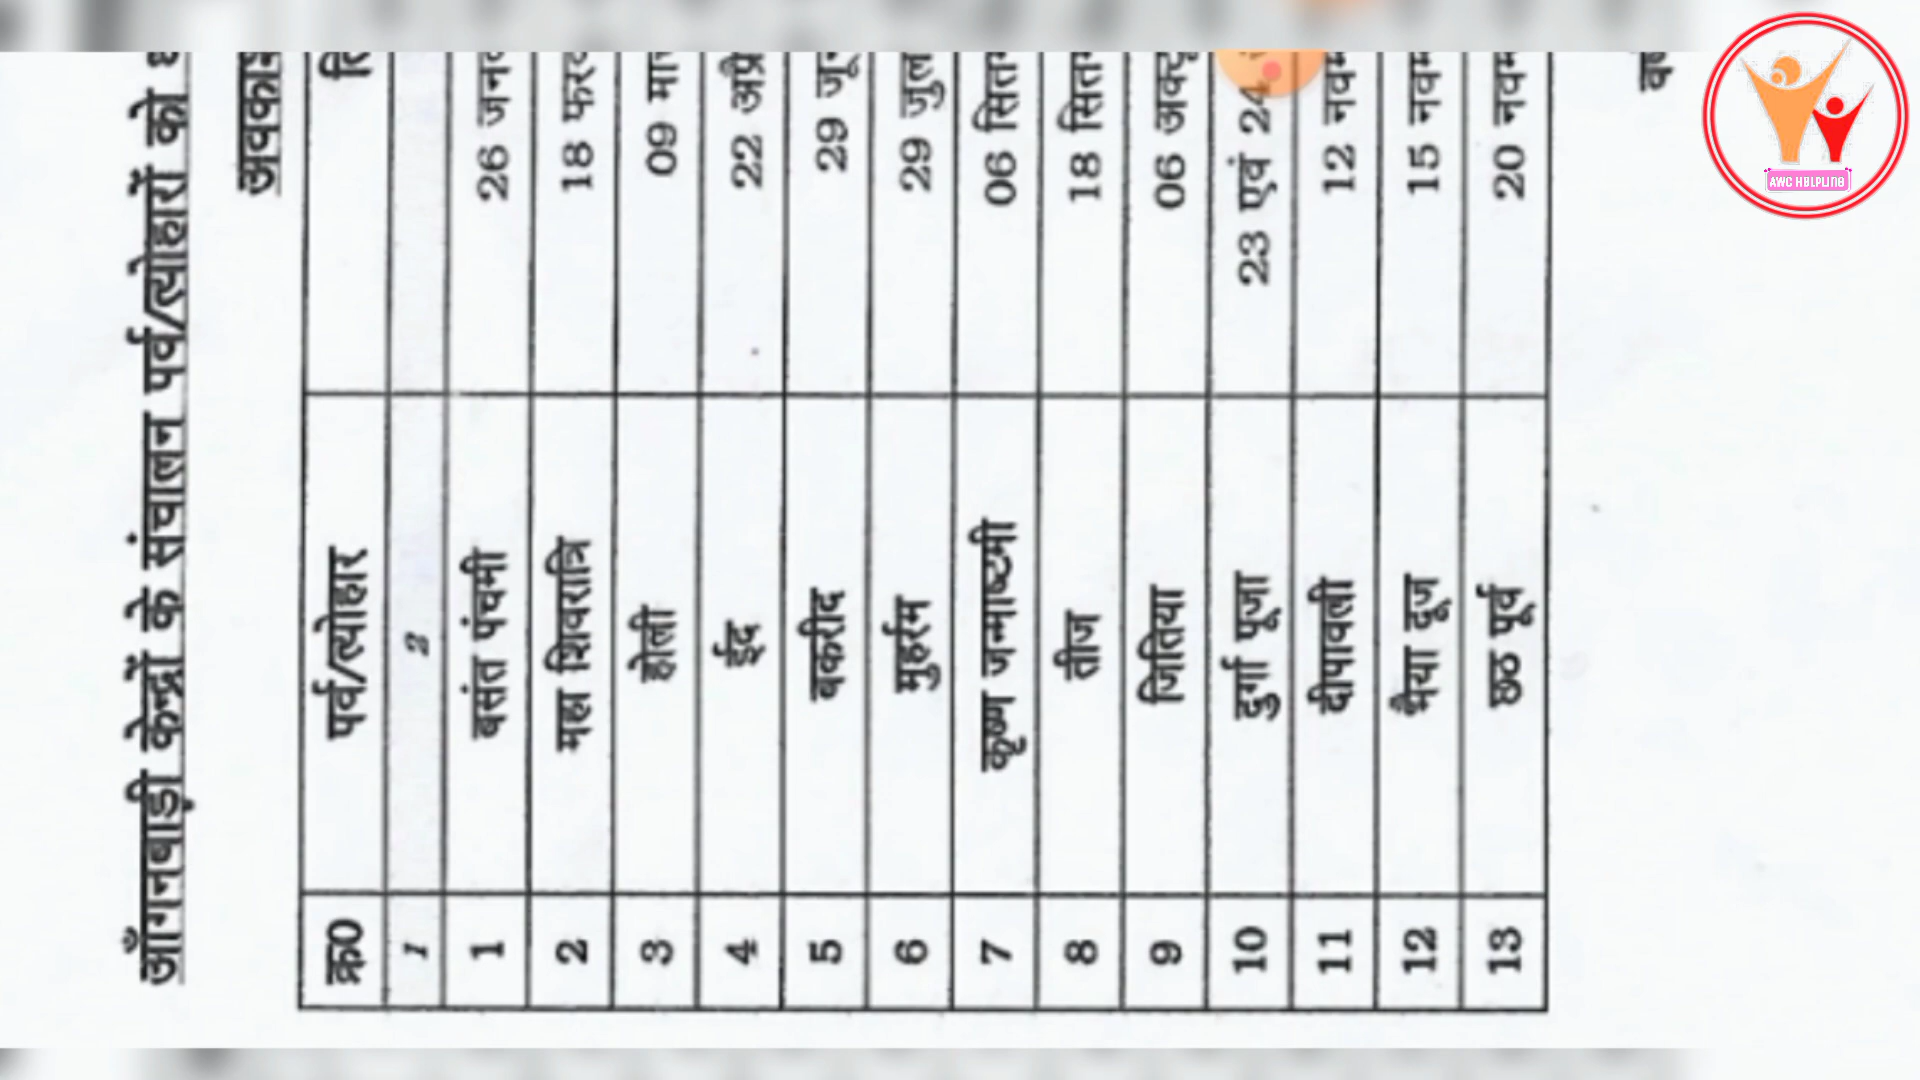 आँगनबाड़ी केन्द्रों के संचालन पर्व/त्योहारों को
क्र0 पर्व/त्योहार
1 2
1 बसंत पंचमी 26
2 महा शिवरात्रि 18
3 होली 09
4 ईद 22
5 बकरीद 29
6 मुहर्रम 29
7 कृष्ण जन्माष्टमी 06
8 तीज 18
9 जितिया 06
10 दुर्गा पूजा 23 एवं 24
11 दीपावली 12
12 भैया दूज 15
13 छठ पूर्व 20
AWC HELPLINE